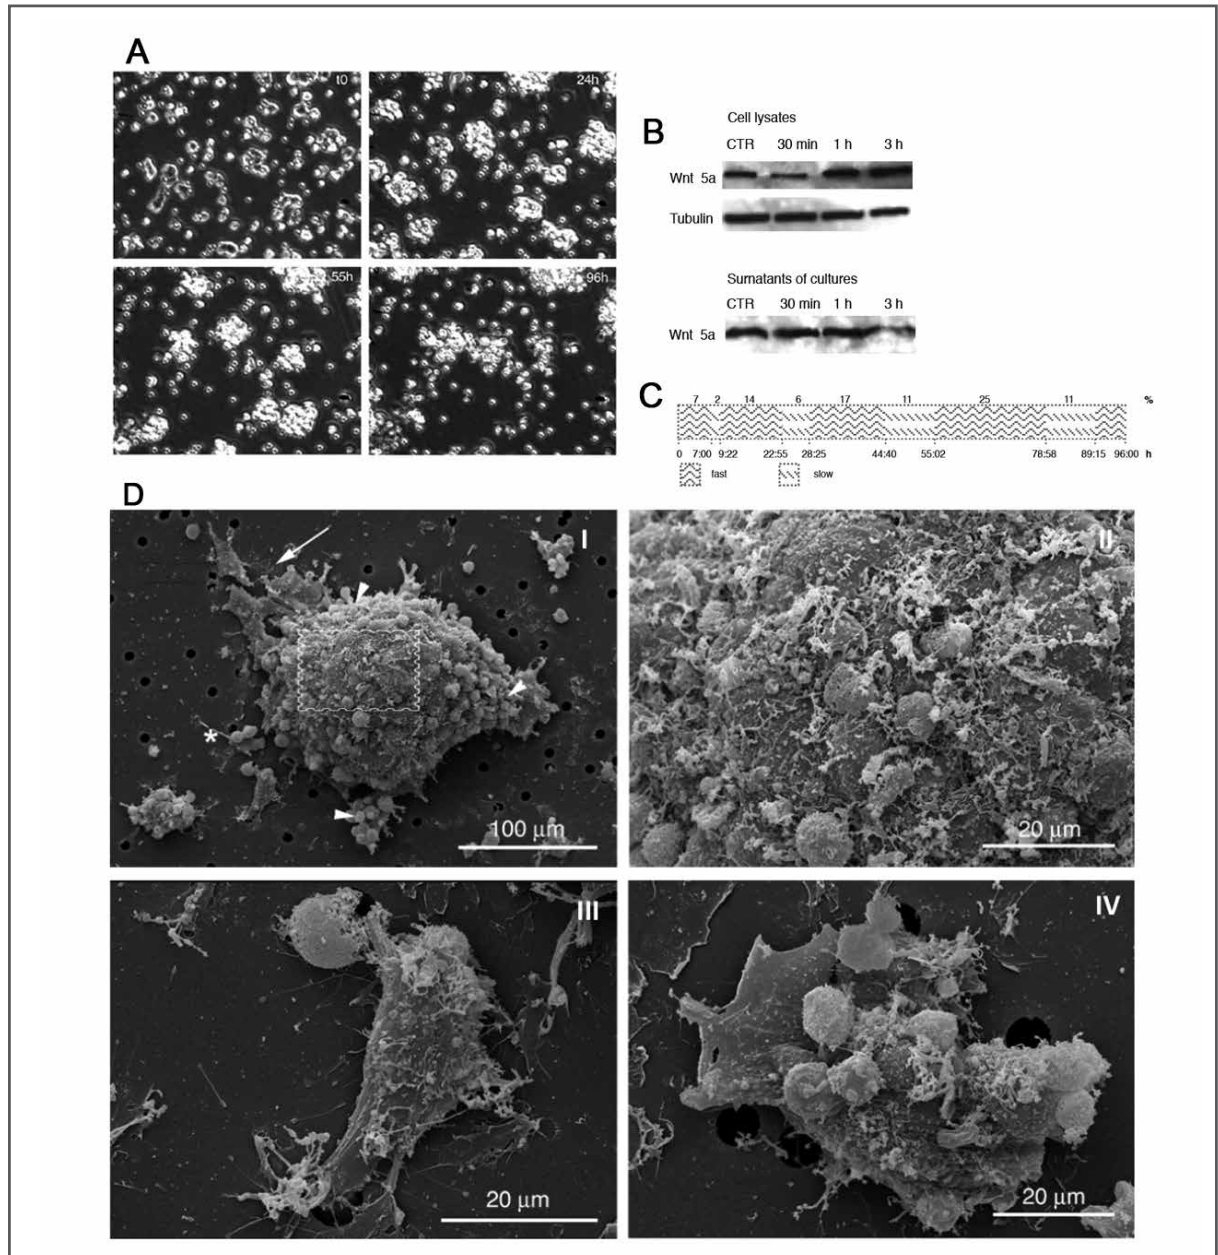 A
t0
24h
55h
96h
B
Cell lysates
CTR 30 min 1 h 3 h
Wnt 5a
Tubulin
Surnatants of cultures
CTR 30 min 1 h 3 h
Wnt 5a
C
7 2 14 6 17 11 25 11 %
0 7:00 9:22 22:55 28:25 44:40 55:02 78:58 89:15 96:00 h
fast slow
D
I
*
100 μm
II
20 μm
III
20 μm
IV
20 μm